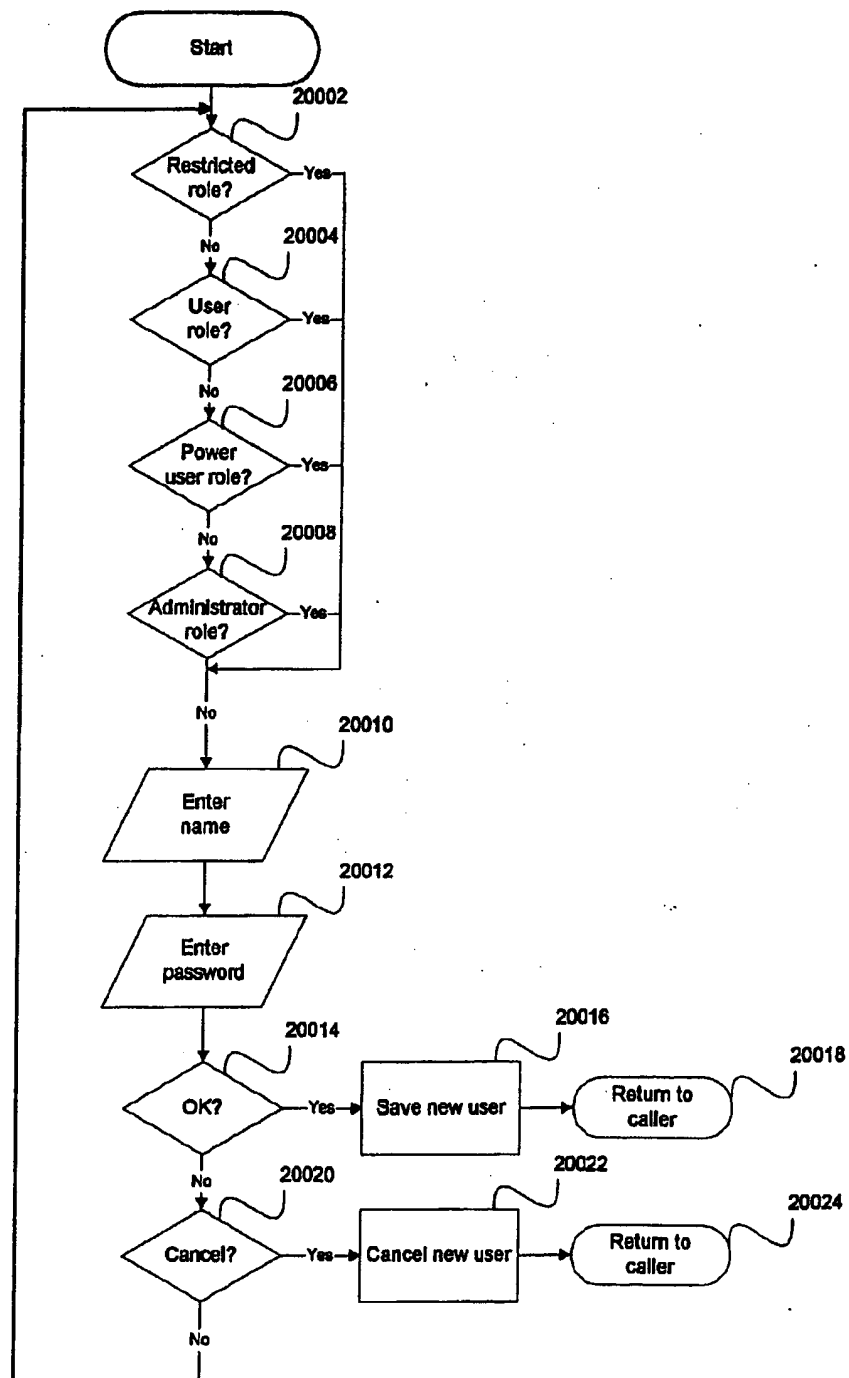 Start
20002
Restricted
role?
Yes
No
20004
User
role?
Yes
No
20006
Power
user role?
Yes
No
20008
Administrator
role?
Yes
No
20010
Enter
name
20012
Enter
password
20014
OK?
Yes
20016
Save new user
20018
Return to
caller
No
20020
Cancel?
Yes
20022
Cancel new user
20024
Return to
caller
No